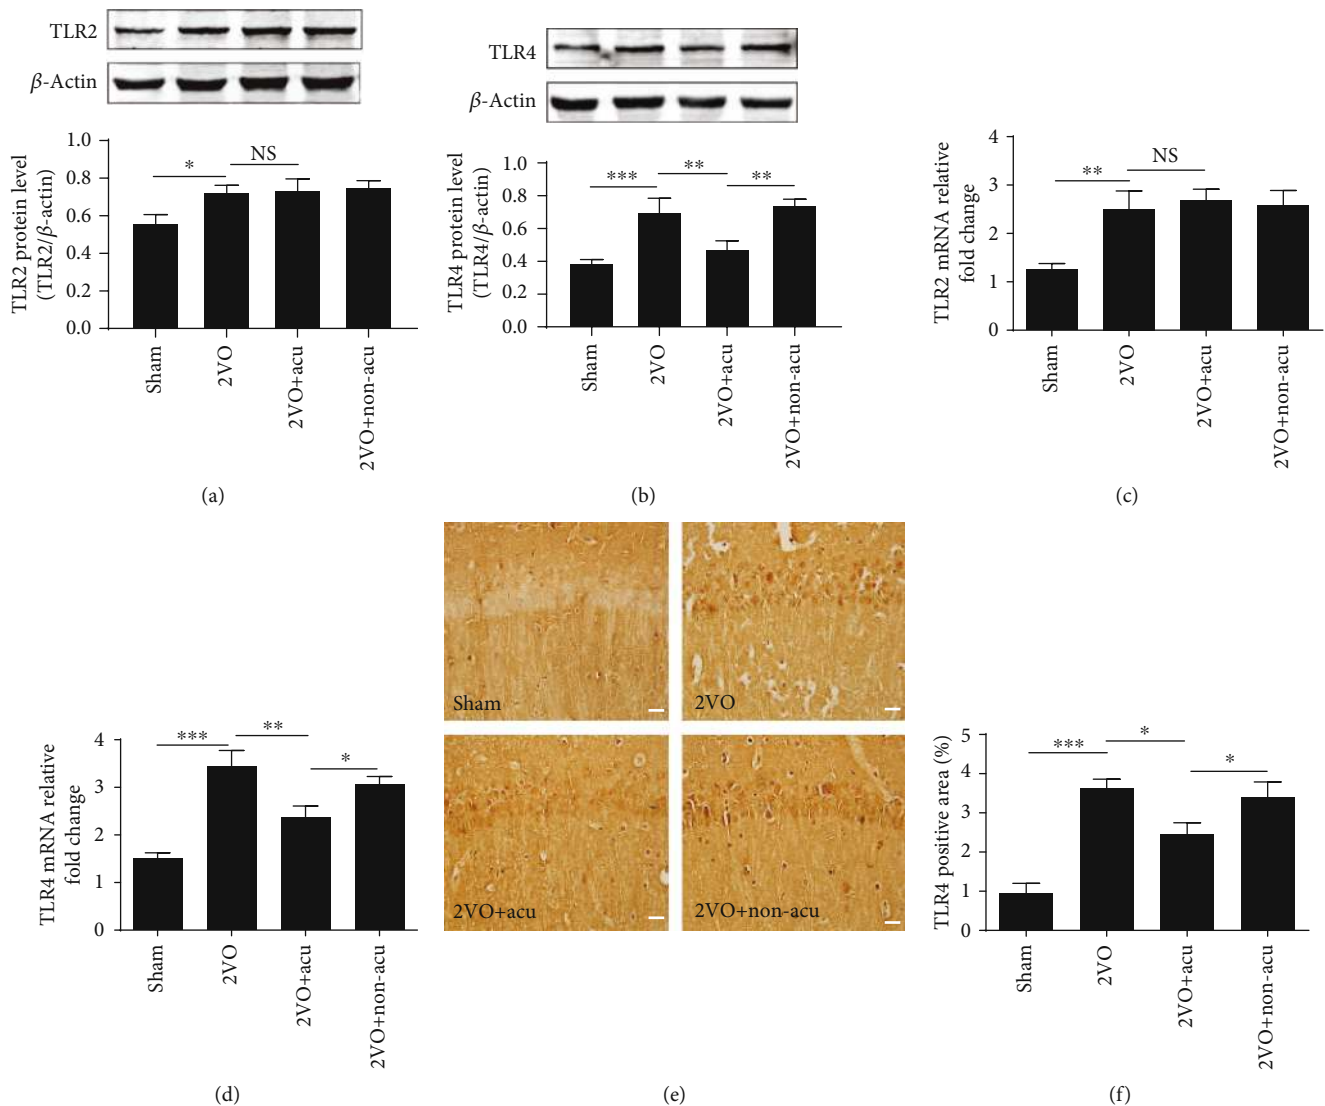 TLR2
β-Actin
TLR2 protein level
(TLR2/β-actin)
1.0
0.8
0.6
0.4
0.2
0.0
*
NS
Sham
2VO
2VO+acu
2VO+non-acu
(a)
TLR4
β-Actin
TLR4 protein level
(TLR4/β-actin)
1.0
0.8
0.6
0.4
0.2
0.0
***
**
**
Sham
2VO
2VO+acu
2VO+non-acu
(b)
TLR2 mRNA relative
fold change
4
3
2
1
0
**
NS
Sham
2VO
2VO+acu
2VO+non-acu
(c)
TLR4 mRNA relative
fold change
4
3
2
1
0
***
**
*
Sham
2VO
2VO+acu
2VO+non-acu
(d)
Sham
2VO
2VO+acu
2VO+non-acu
(e)
TLR4 positive area (%)
5
4
3
2
1
0
***
*
*
Sham
2VO
2VO+acu
2VO+non-acu
(f)